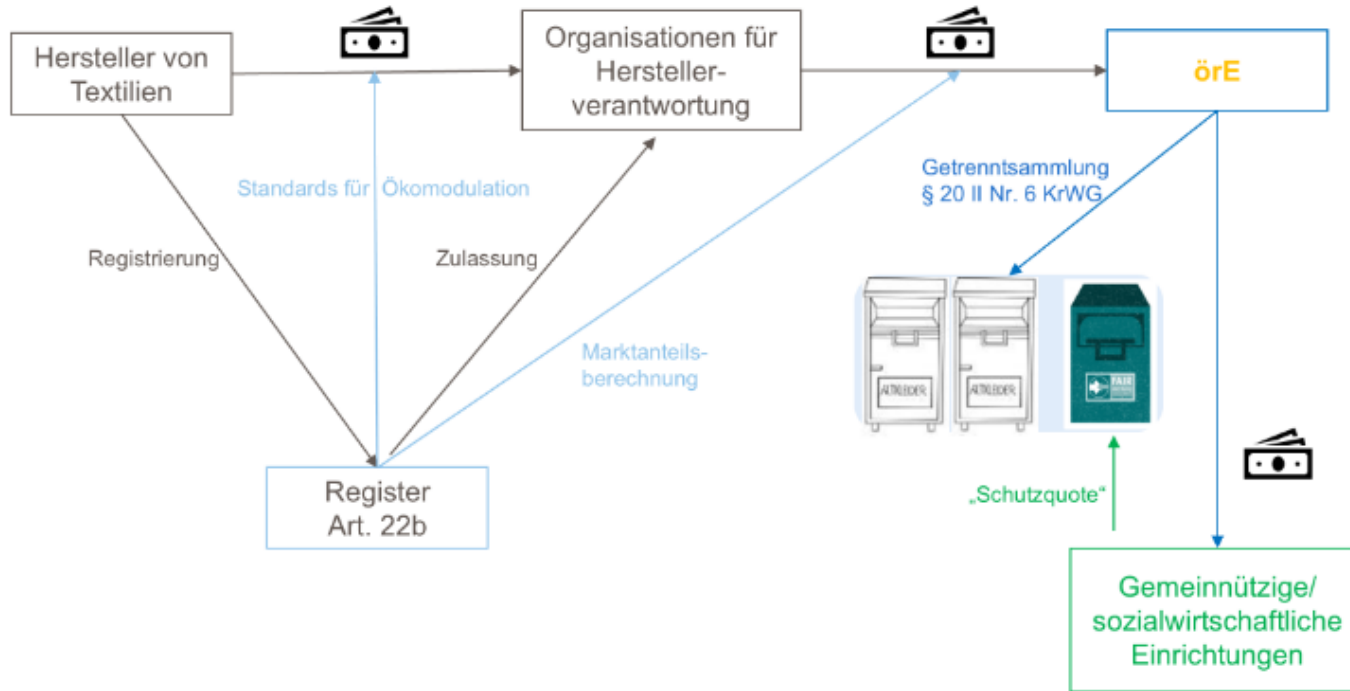 Hersteller von
Textilien
Organisationen für
Hersteller-
verantwortung
örE
Getrenntsammlung
§ 20 II Nr. 6 KrWG
Standards für Ökomodulation
Registrierung
Zulassung
Marktanteils-
berechnung
ALTKLEIDER
ALTKLEIDER
FAIR
Register
Art. 22b
„Schutzquote“
Gemeinnützige/
sozialwirtschaftliche
Einrichtungen